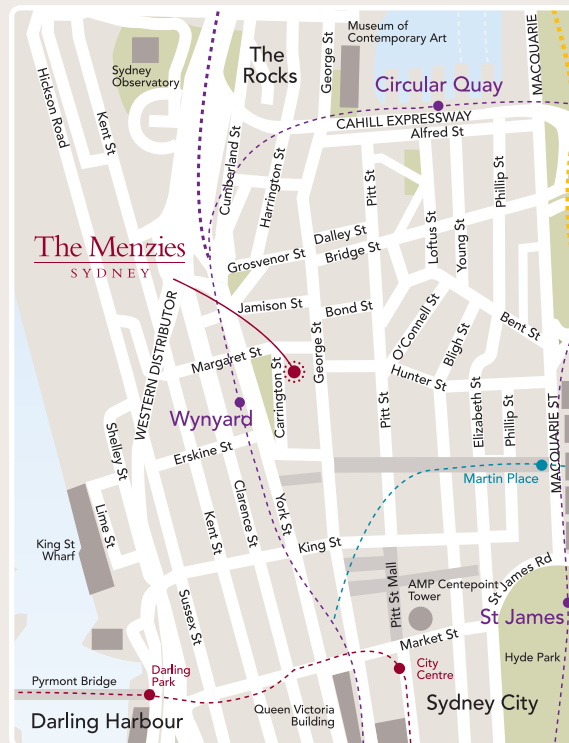 Museum of
Contemporary Art
The
Rocks
George St
MACQUARIE
Sydney
Observatory
Hickson Road
Kent St
Circular Quay
CAHILL EXPRESSWAY
Alfred St
Cumberland St
Harrington St
Pitt St
Phillip St
Loftus St
Young St
Dalley St
Bridge St
Grosvenor St
The Menzies
SYDNEY
Jamison St
Bond St
O'Connell St
Bligh St
Bent St
WESTERN DISTRIBUTOR
George St
Margaret St
Carrington St
Hunter St
Pitt St
Elizabeth St
Phillip St
MACQUARIE ST
Wynyard
Shelley St
Erskine St
Martin Place
Lime St
Kent St
Clarence St
York St
King St
King St
Wharf
St James Rd
Pitt St Mall
AMP Centepoint
Tower
St James
Sussex St
Market St
Hyde Park
Darling
Park
City
Centre
Pyrmont Bridge
Sydney City
Darling Harbour
Queen Victoria
Building